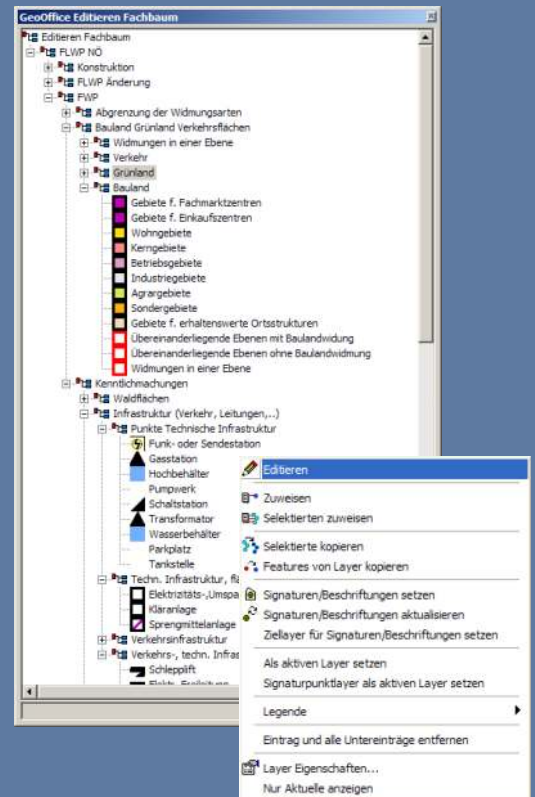 GeoOffice Editieren Fachbaum
Editieren Fachbaum
FLWP NÖ
Konstruktion
FLWP Änderung
FWP
Abgrenzung der Widmungsarten
Bauland Grünland Verkehrsflächen
Widmungen in einer Ebene
Verkehr
Grünland
Bauland
Gebiete f. Fachmarktzentren
Gebiete f. Einkaufszentren
Wohngebiete
Kerngebiete
Betriebsgebiete
Industriegebiete
Agrargebiete
Sondergebiete
Gebiete f. erhaltenswerte Ortsstrukturen
Übereinanderliegende Ebenen mit Baulandwidung
Übereinanderliegende Ebenen ohne Baulandwidmung
Widmungen in einer Ebene
Kenntlichmachungen
Waldflächen
Infrastruktur (Verkehr, Leitungen,..)
Punkte Technische Infrastruktur
Funk- oder Sendestation
Gasstation
Hochbehälter
Pumpwerk
Schaltstation
Transformator
Wasserbehälter
Parkplatz
Tankstelle
Techn. Infrastruktur, flä
Elektrizitäts-,Umspa
Kläranlage
Sprengmittelanlage
Verkehrsinfrastruktur
Verkehrs-, techn. Infras
Schlepplift
Editieren
Zuweisen
Selektierten zuweisen
Selektierte kopieren
Features von Layer kopieren
Signaturen/Beschriftungen setzen
Signaturen/Beschriftungen aktualisieren
Ziellayer für Signaturen/Beschriftungen setzen
Als aktiven Layer setzen
Signaturpunktlayer als aktiven Layer setzen
Legende
Eintrag und alle Untereinträge entfernen
Layer Eigenschaften...
Nur Aktuelle anzeigen